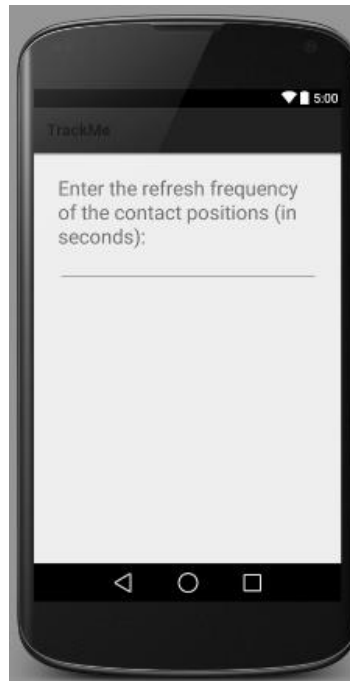 5:00
TrackMe
Enter the refresh frequency
of the contact positions (in
seconds):